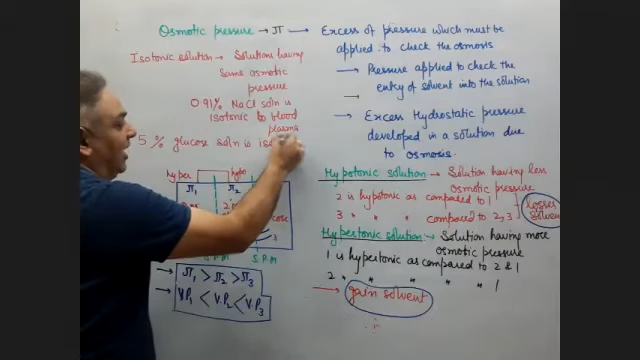 Osmotic pressure → π → Excess of pressure which must be
applied to check the osmosis
→ Pressure applied to check the
entry of solvent into the solution
→ Excess Hydrostatic pressure
developed in a solution due
to osmosis.
Isotonic solution → Solutions having
Same osmotic
pressure
0.91% NaCl soln is
isotonic to blood
plasma
5 % glucose soln is
hyper hypo
π1 π2
S.P.M S.P.M
→ π1 > π2 > π3
→ V.P1 < V.P2 < V.P3
Hypotonic solution - Solution having less
Osmotic pressure
2 is hypotonic as compared to 1
3 " " compared to 2, 3
losses
solvent
Hypertonic solution - Solution having more
Osmotic pressure
1 is hypertonic as compared to 2 & 1
2 " " " " " 1
→ gain solvent